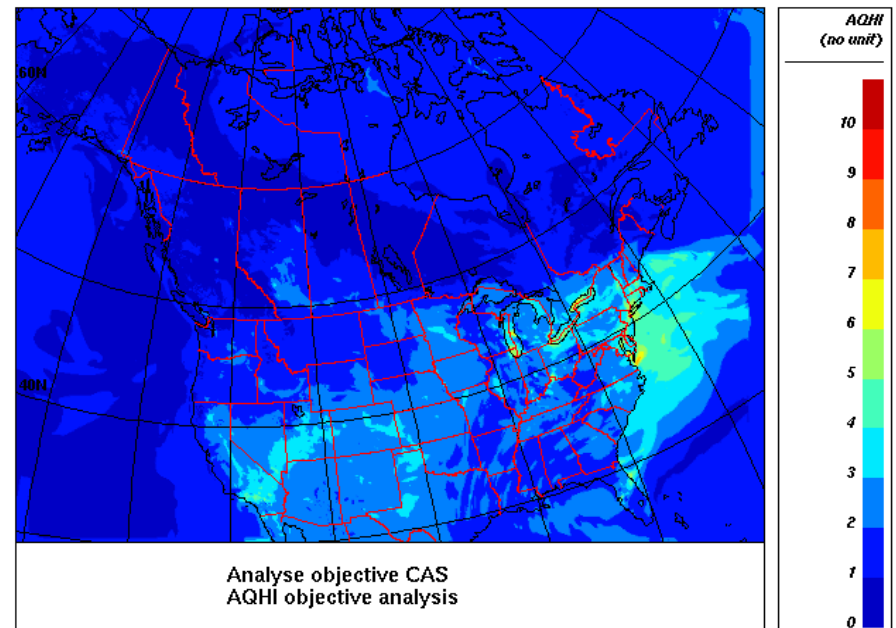 AQHI
(no unit)
60N
10
9
8
7
6
5
40N
4
3
2
1
0
Analyse objective CAS
AQHI objective analysis